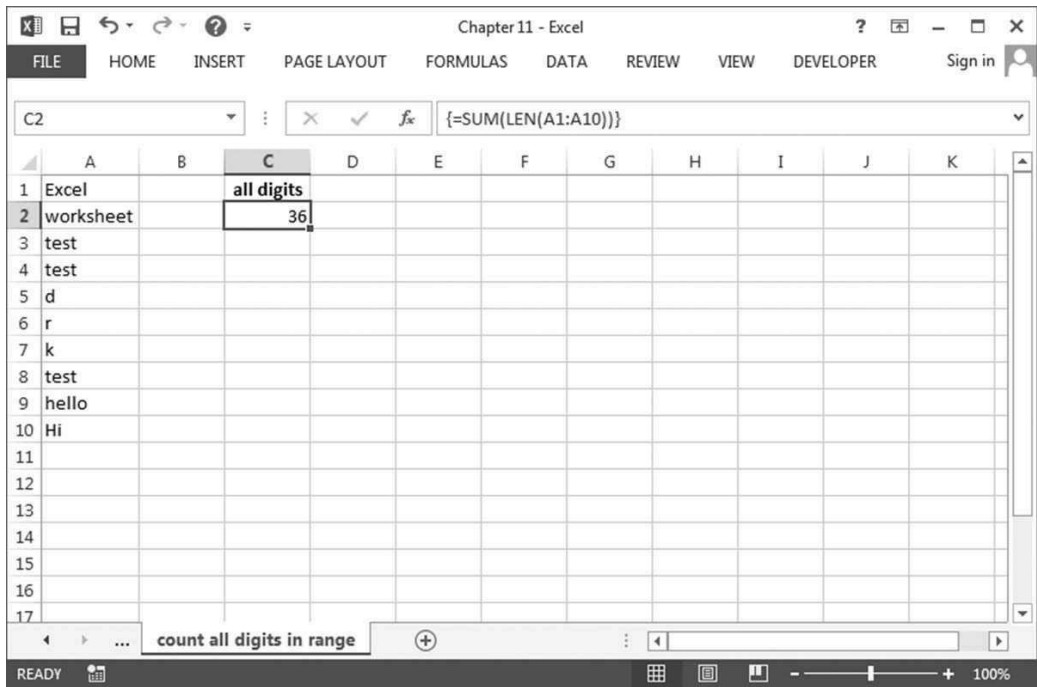 Chapter 11 - Excel
?
FILE HOME INSERT PAGE LAYOUT FORMULAS DATA REVIEW VIEW DEVELOPER Sign in
C2 fx {=SUM(LEN(A1:A10))}
A B C D E F G H I J K
1 Excel all digits
2 worksheet 36
3 test
4 test
5 d
6 r
7 k
8 test
9 hello
10 Hi
11
12
13
14
15
16
17
... count all digits in range
READY 100%